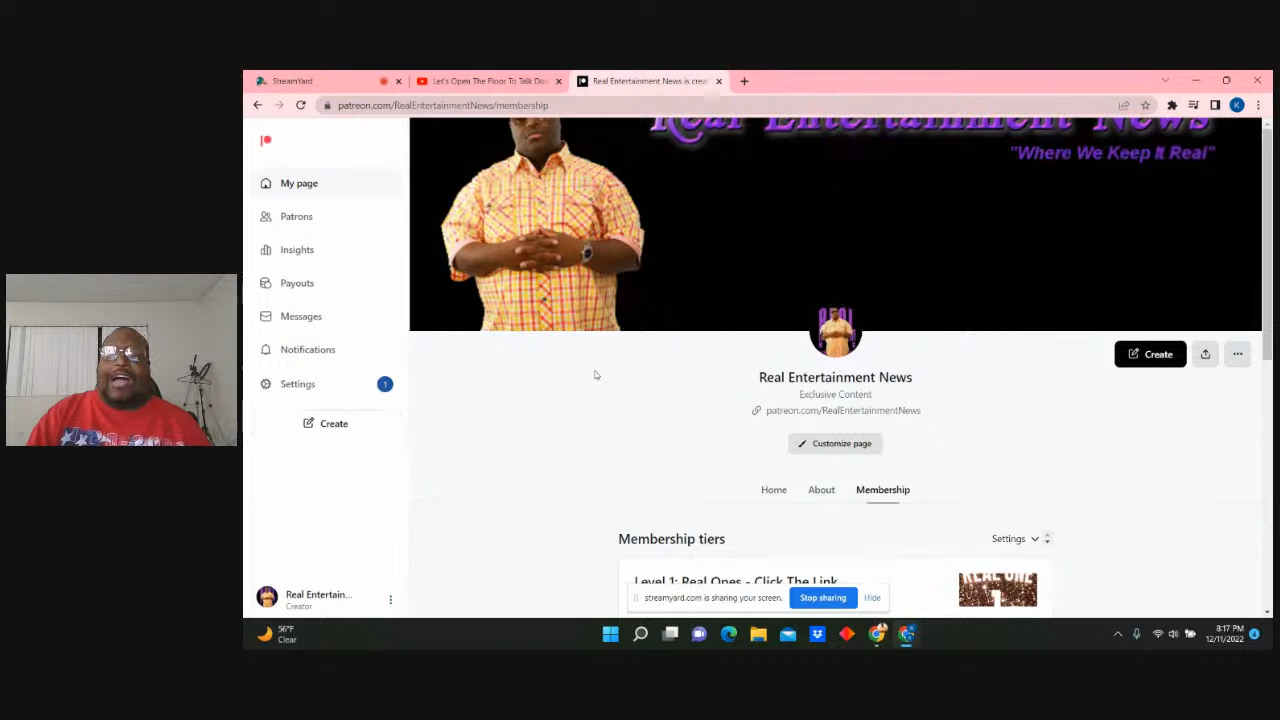 StreamYard
Let's Open The Floor To Talk Do
Real Entertainment News is crea
patreon.com/RealEntertainmentNews/membership
K
Real Entertainment News
"Where We Keep It Real"
My page
Patrons
Insights
Payouts
Messages
Notifications
Settings
1
Create
Create
REAL
Real Entertainment News
Exclusive Content
patreon.com/RealEntertainmentNews
Customize page
Home
About
Membership
Membership tiers
Settings
Level 1: Real Ones - Click The Link
REAL ONE
streamyard.com is sharing your screen.
Stop sharing
Hide
Real Entertain...
Creator
56°F
Clear
8:17 PM
12/11/2022